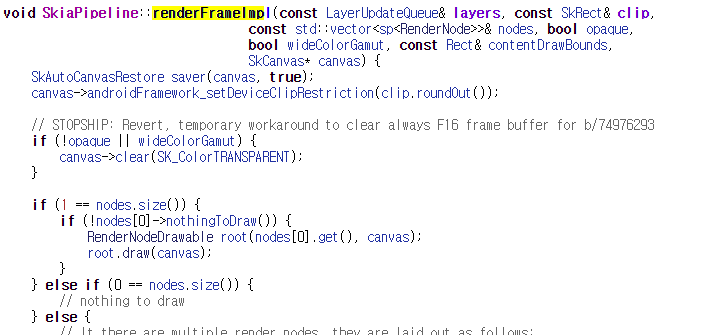 void SkiaPipeline::renderFrameImpl(const LayerUpdateQueue& layers, const SkRect& clip,
const std::vector<sp<RenderNode>>& nodes, bool opaque,
bool wideColorGamut, const Rect& contentDrawBounds,
SkCanvas* canvas) {
SkAutoCanvasRestore saver(canvas, true);
canvas->androidFramework_setDeviceClipRestriction(clip.roundOut());
// STOPSHIP: Revert, temporary workaround to clear always F16 frame buffer for b/74976293
if (!opaque || wideColorGamut) {
canvas->clear(SK_ColorTRANSPARENT);
}
if (1 == nodes.size()) {
if (!nodes[0]->nothingToDraw()) {
RenderNodeDrawable root(nodes[0].get(), canvas);
root.draw(canvas);
}
} else if (0 == nodes.size()) {
// nothing to draw
} else {
// It there are multiple render nodes, they are laid out as follows: